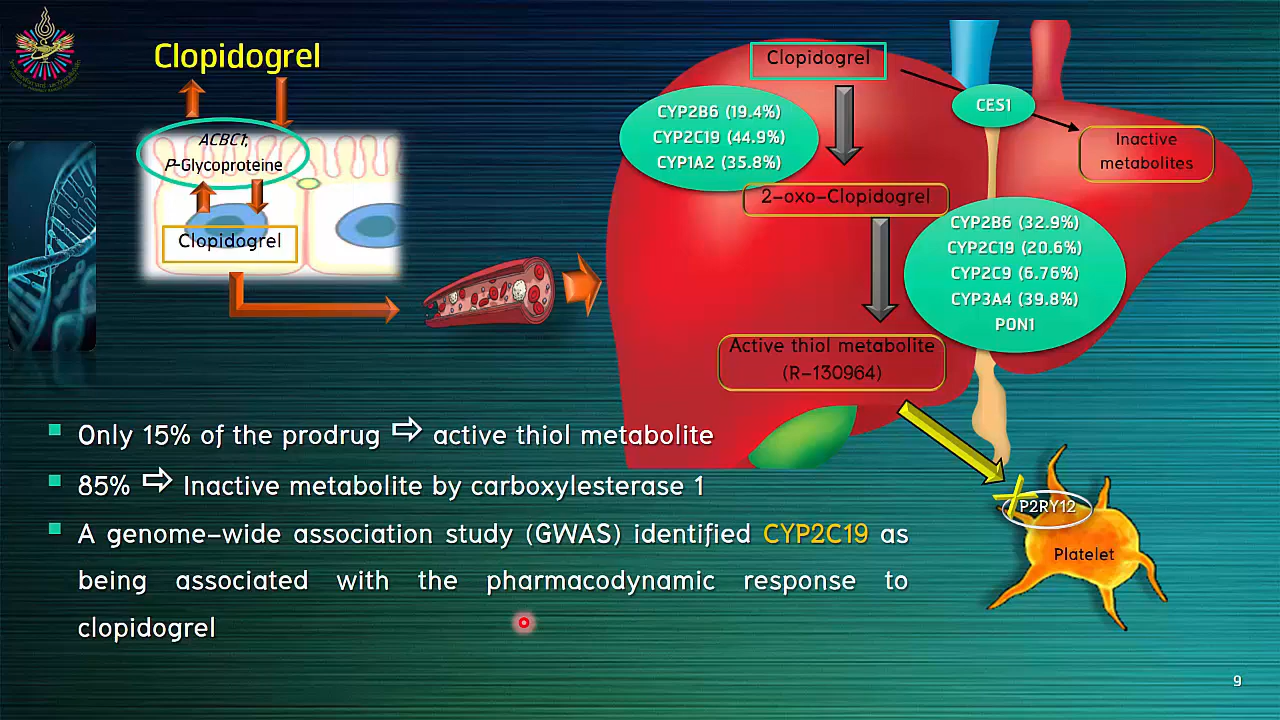 Clopidogrel
ACBC1,
P-Glycoproteine
Clopidogrel
Clopidogrel
CYP2B6 (19.4%)
CYP2C19 (44.9%)
CYP1A2 (35.8%)
CES1
Inactive
metabolites
2-oxo-Clopidogrel
CYP2B6 (32.9%)
CYP2C19 (20.6%)
CYP2C9 (6.76%)
CYP3A4 (39.8%)
PON1
Active thiol metabolite
(R-130964)
P2RY12
Platelet
Only 15% of the prodrug ⇨ active thiol metabolite
85% ⇨ Inactive metabolite by carboxylesterase 1
A genome-wide association study (GWAS) identified CYP2C19 as
being associated with the pharmacodynamic response to
clopidogrel
9